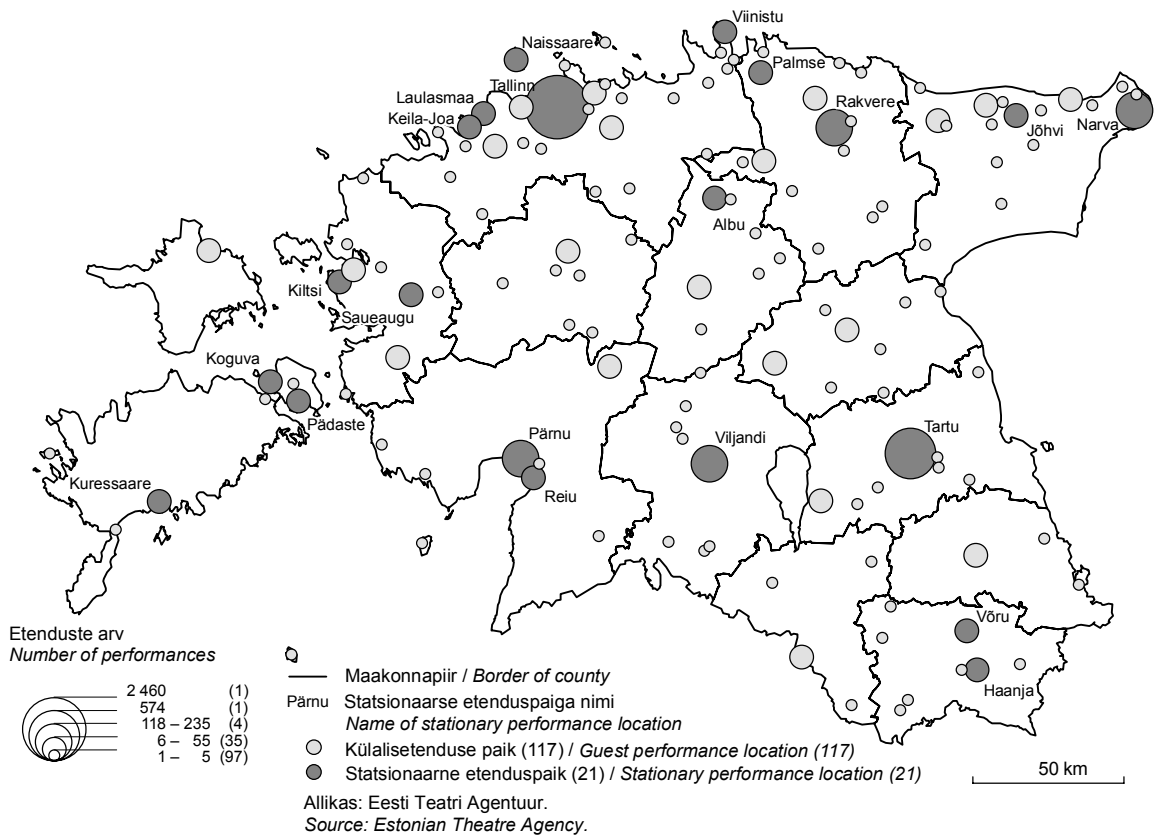 Viinistu
Naissaare
Palmse
Tallinn
Laulasmaa
Rakvere
Keila-Joa
Jõhvi
Narva
Albu
Kiltsi
Saueaugu
Koguva
Pädaste
Pärnu
Viljandi
Tartu
Kuressaare
Reiu
Võru
Haanja
Etenduste arv
Number of performances
2 460 (1)
574 (1)
118 – 235 (4)
6 – 55 (35)
1 – 5 (97)
Maakonnapiir / Border of county
Pärnu Statsionaarse etenduspaiga nimi
Name of stationary performance location
Külalisetenduse paik (117) / Guest performance location (117)
Statsionaarne etenduspaik (21) / Stationary performance location (21)
50 km
Allikas: Eesti Teatri Agentuur.
Source: Estonian Theatre Agency.